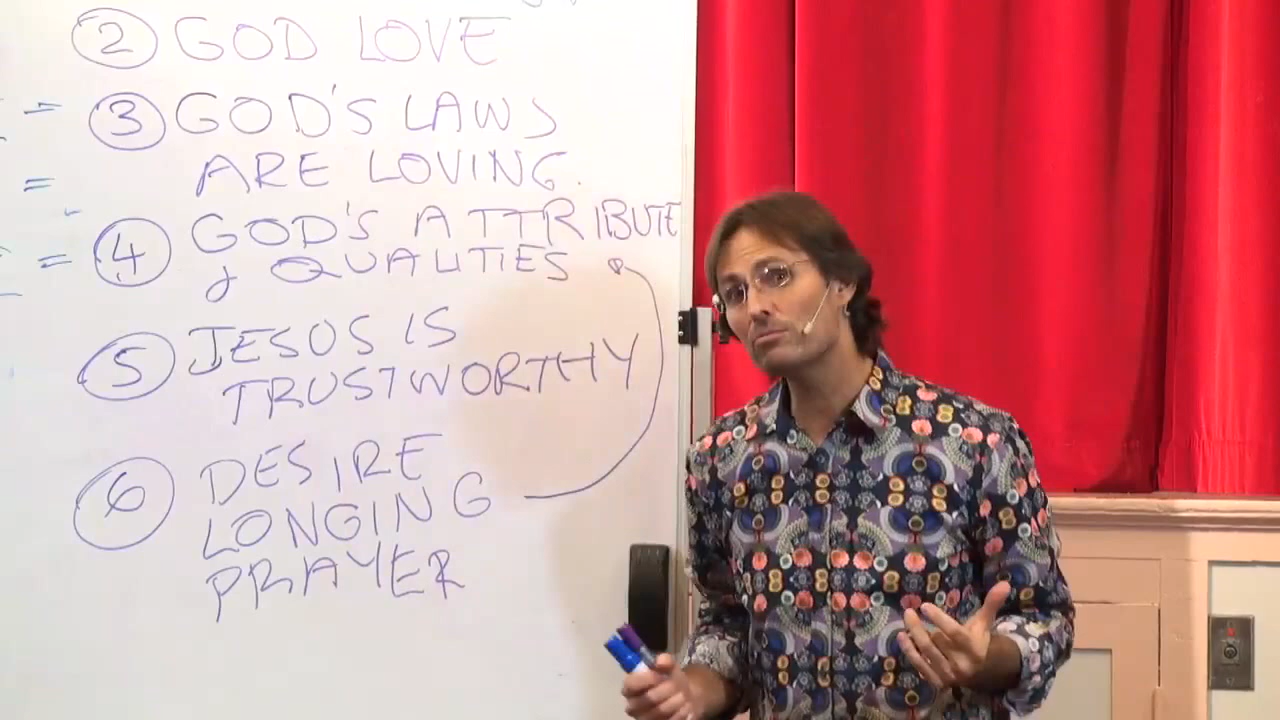 ② GOD LOVE
= ③ GOD'S LAWS
= ARE LOVING.
= ④ GOD'S ATTRIBUTE
& QUALITIES
⑤ JESUS IS
TRUSTWORTHY
⑥ DESIRE
LONGING
PRAYER